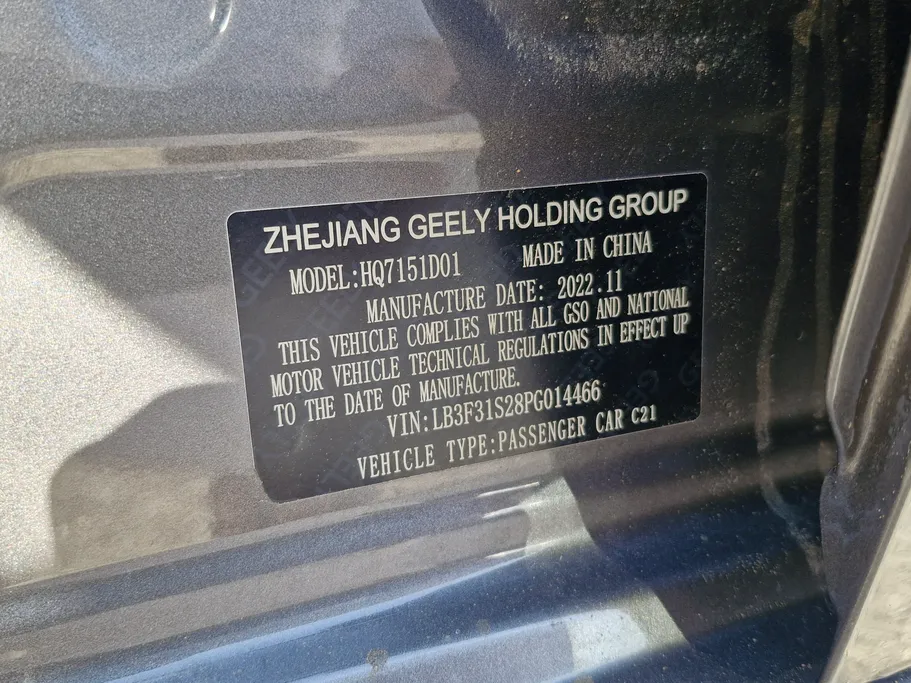 ZHEJIANG GEELY HOLDING GROUP
MODEL:HQ7151D01 MADE IN CHINA
MANUFACTURE DATE: 2022.11
THIS VEHICLE COMPLIES WITH ALL GSO AND NATIONAL
MOTOR VEHICLE TECHNICAL REGULATIONS IN EFFECT UP
TO THE DATE OF MANUFACTURE.
VIN:LB3F31S28PG014466
VEHICLE TYPE:PASSENGER CAR C21